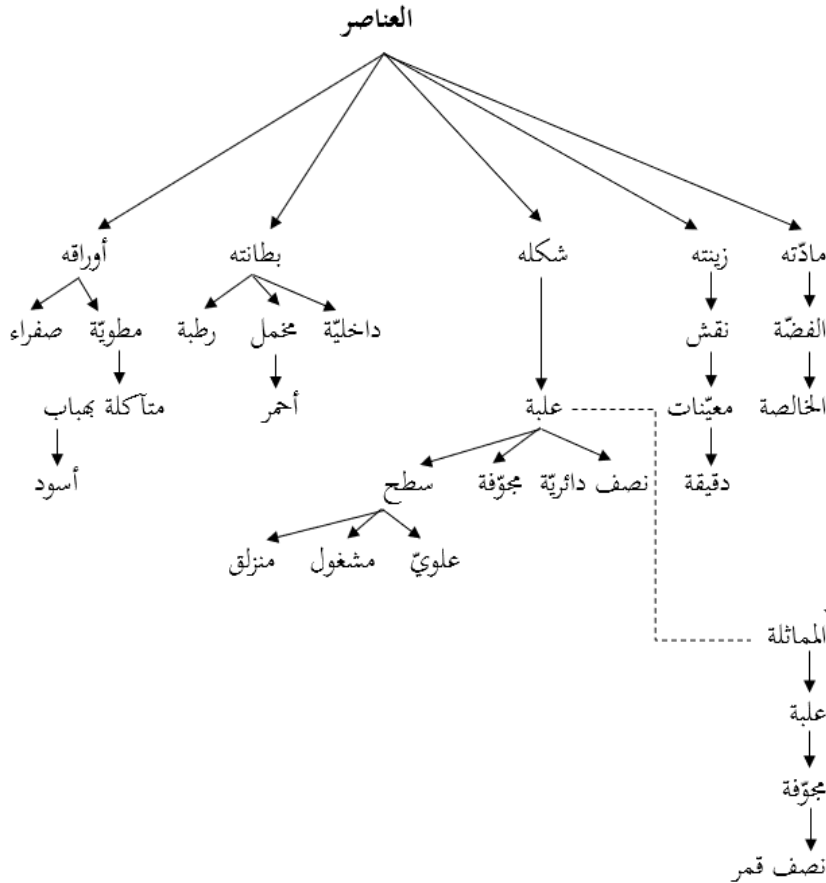 العناصر
مادّته زينته شكله بطانته أوراقه
الفضّة نقش داخليّة مخمل رطبة مطويّة صفراء
الخالصة معيّنات علبة أحمر متآكلة بهباب
دقيقة نصف دائريّة مجوّفة سطح أسود
علويّ مشغول منزلق
المماثلة
علبة
مجوّفة
نصف قمر